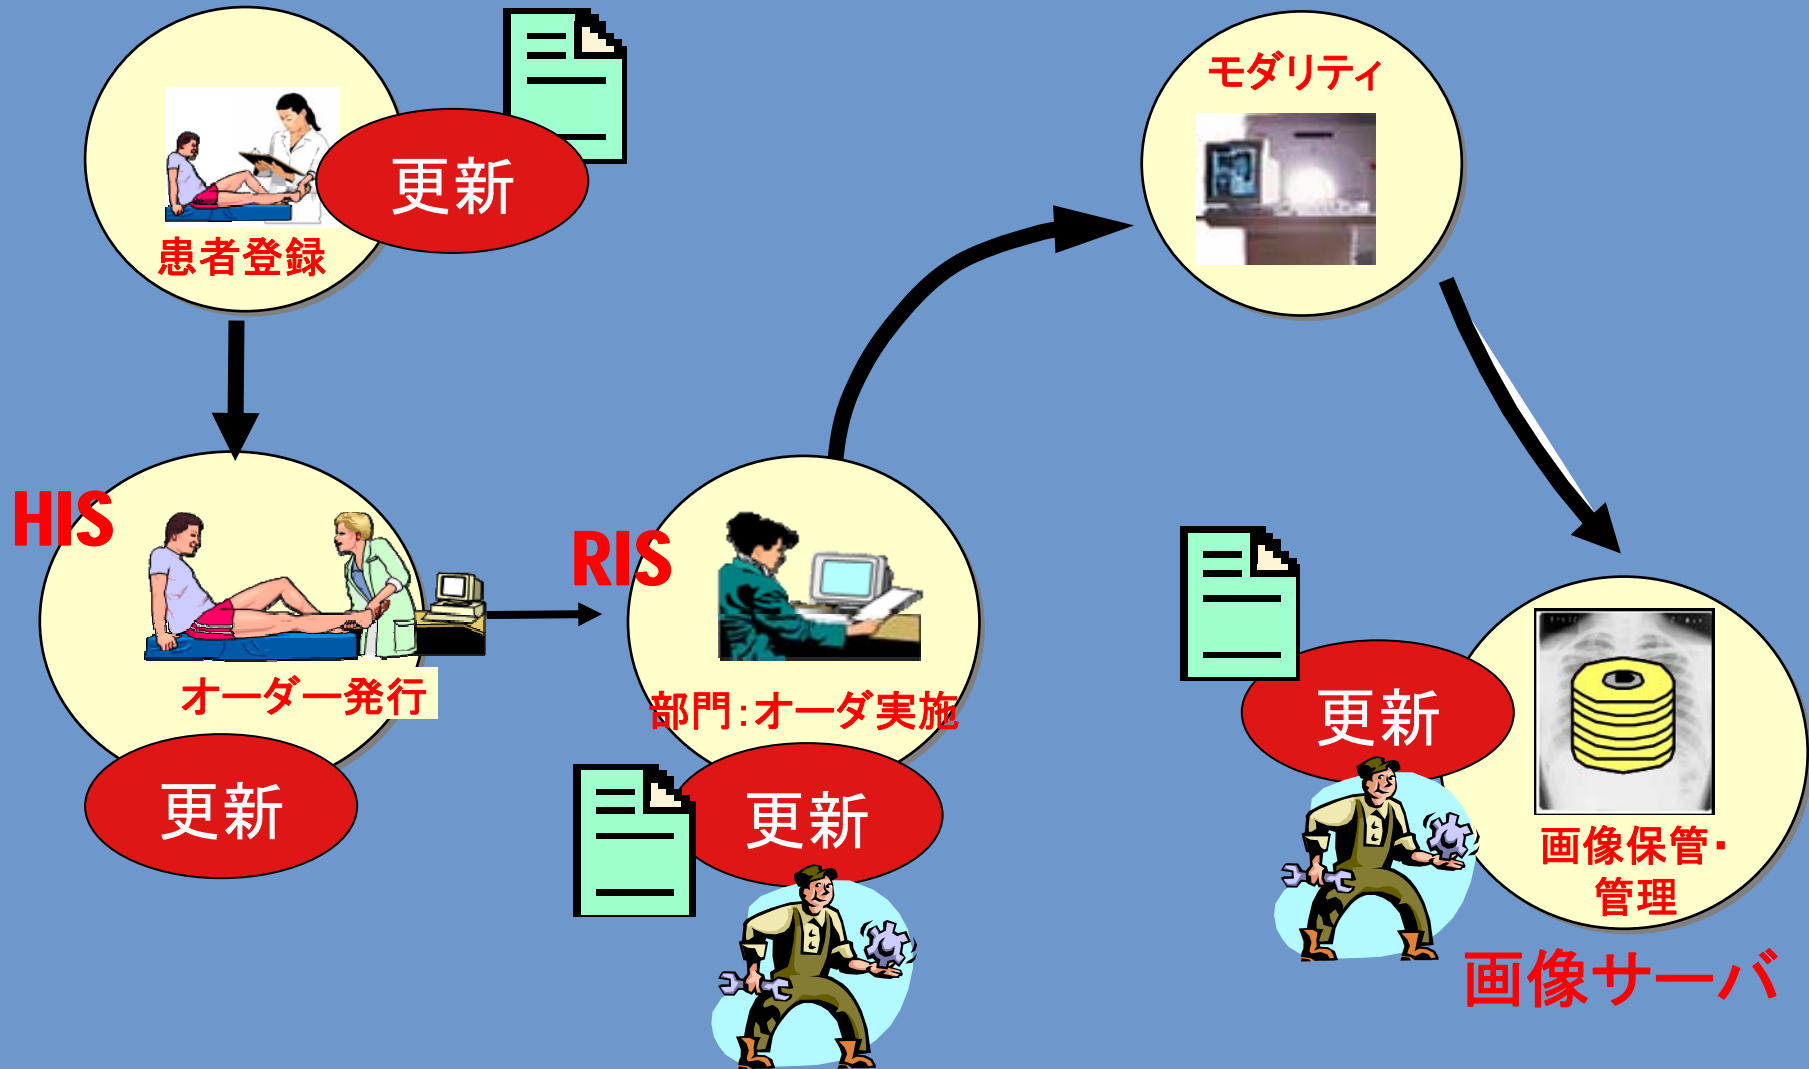 モダリティ
更新
患者登録
HIS
RIS
オーダー発行
部門:オーダ実施
更新
更新
更新
画像保管・
管理
画像サーバ